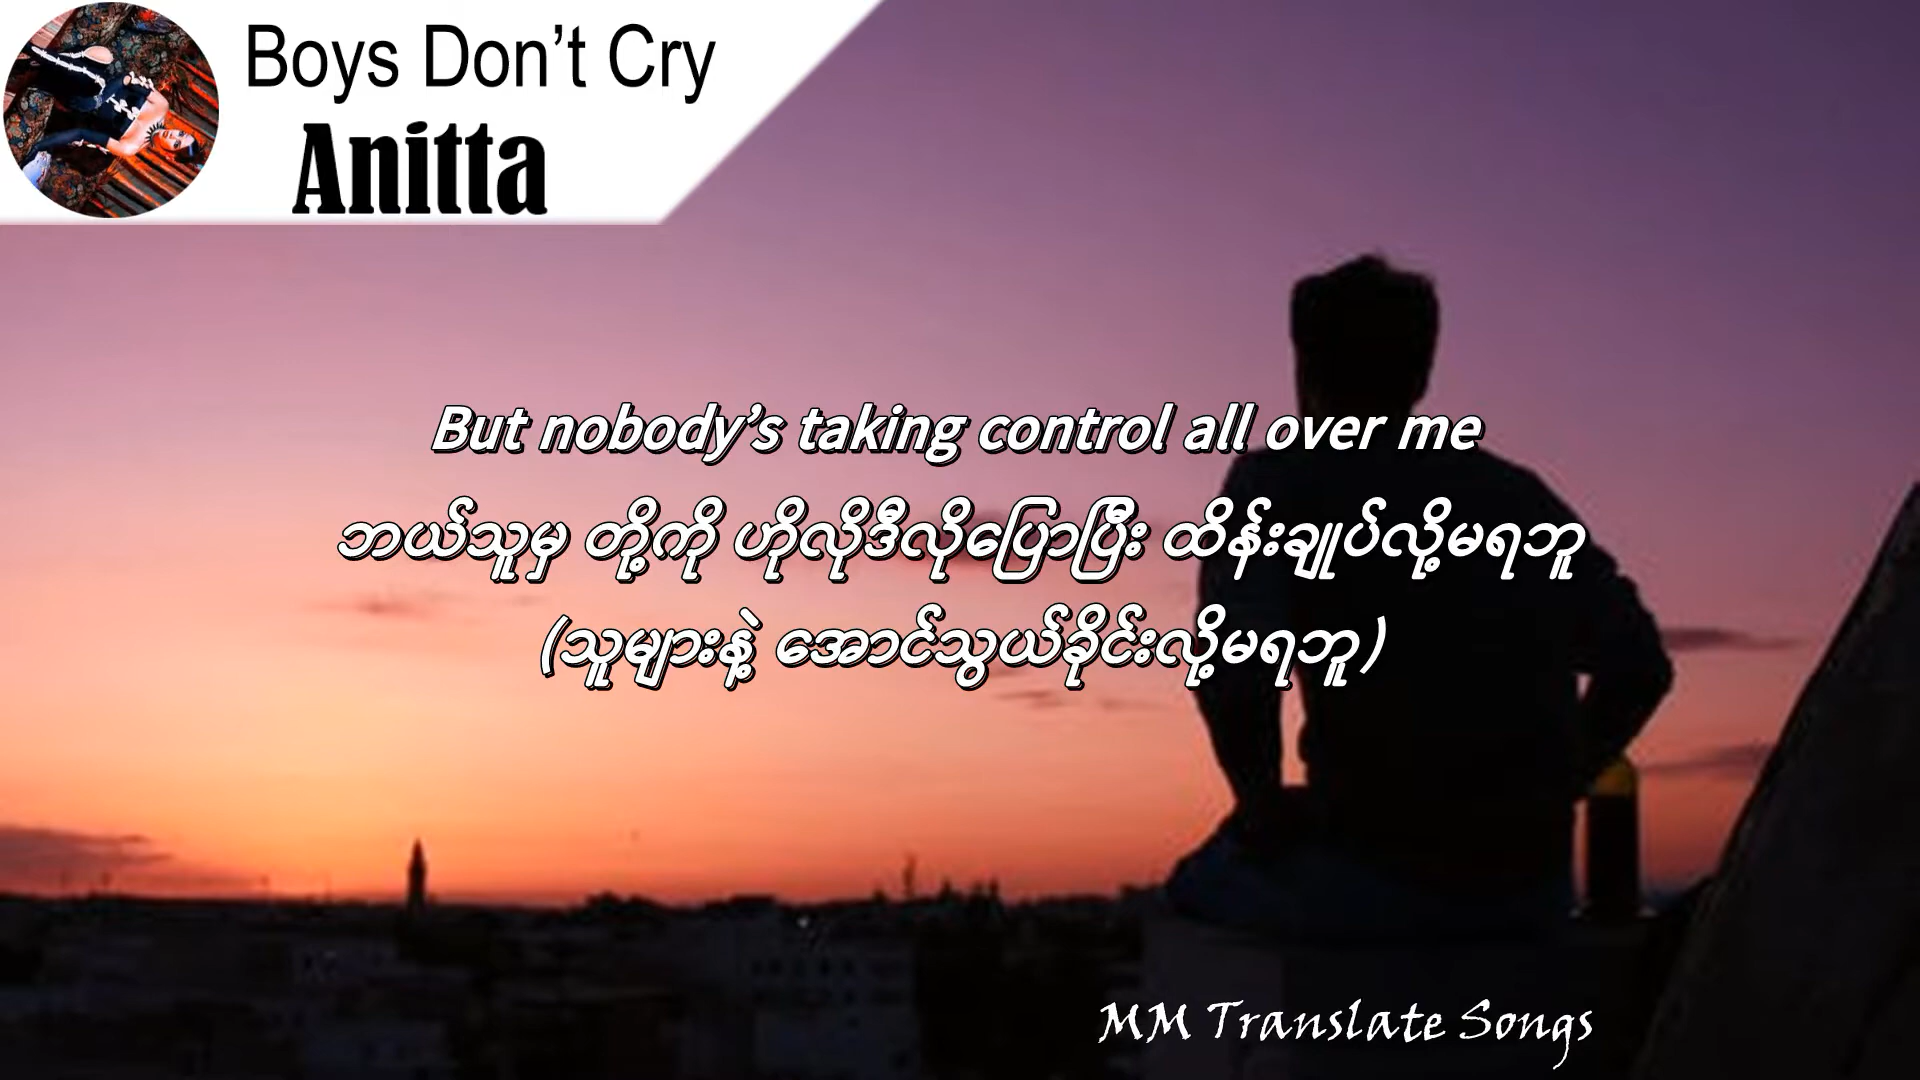 Boys Don’t Cry
Anitta
But nobody’s taking control all over me
ဘယ်သူမှ တို့ကို ဟိုလိုဒီလိုပြောပြီး ထိန်းချုပ်လို့မရဘူ
(သူများနဲ့ အောင်သွယ်ခိုင်းလို့မရဘူ)
MM Translate Songs